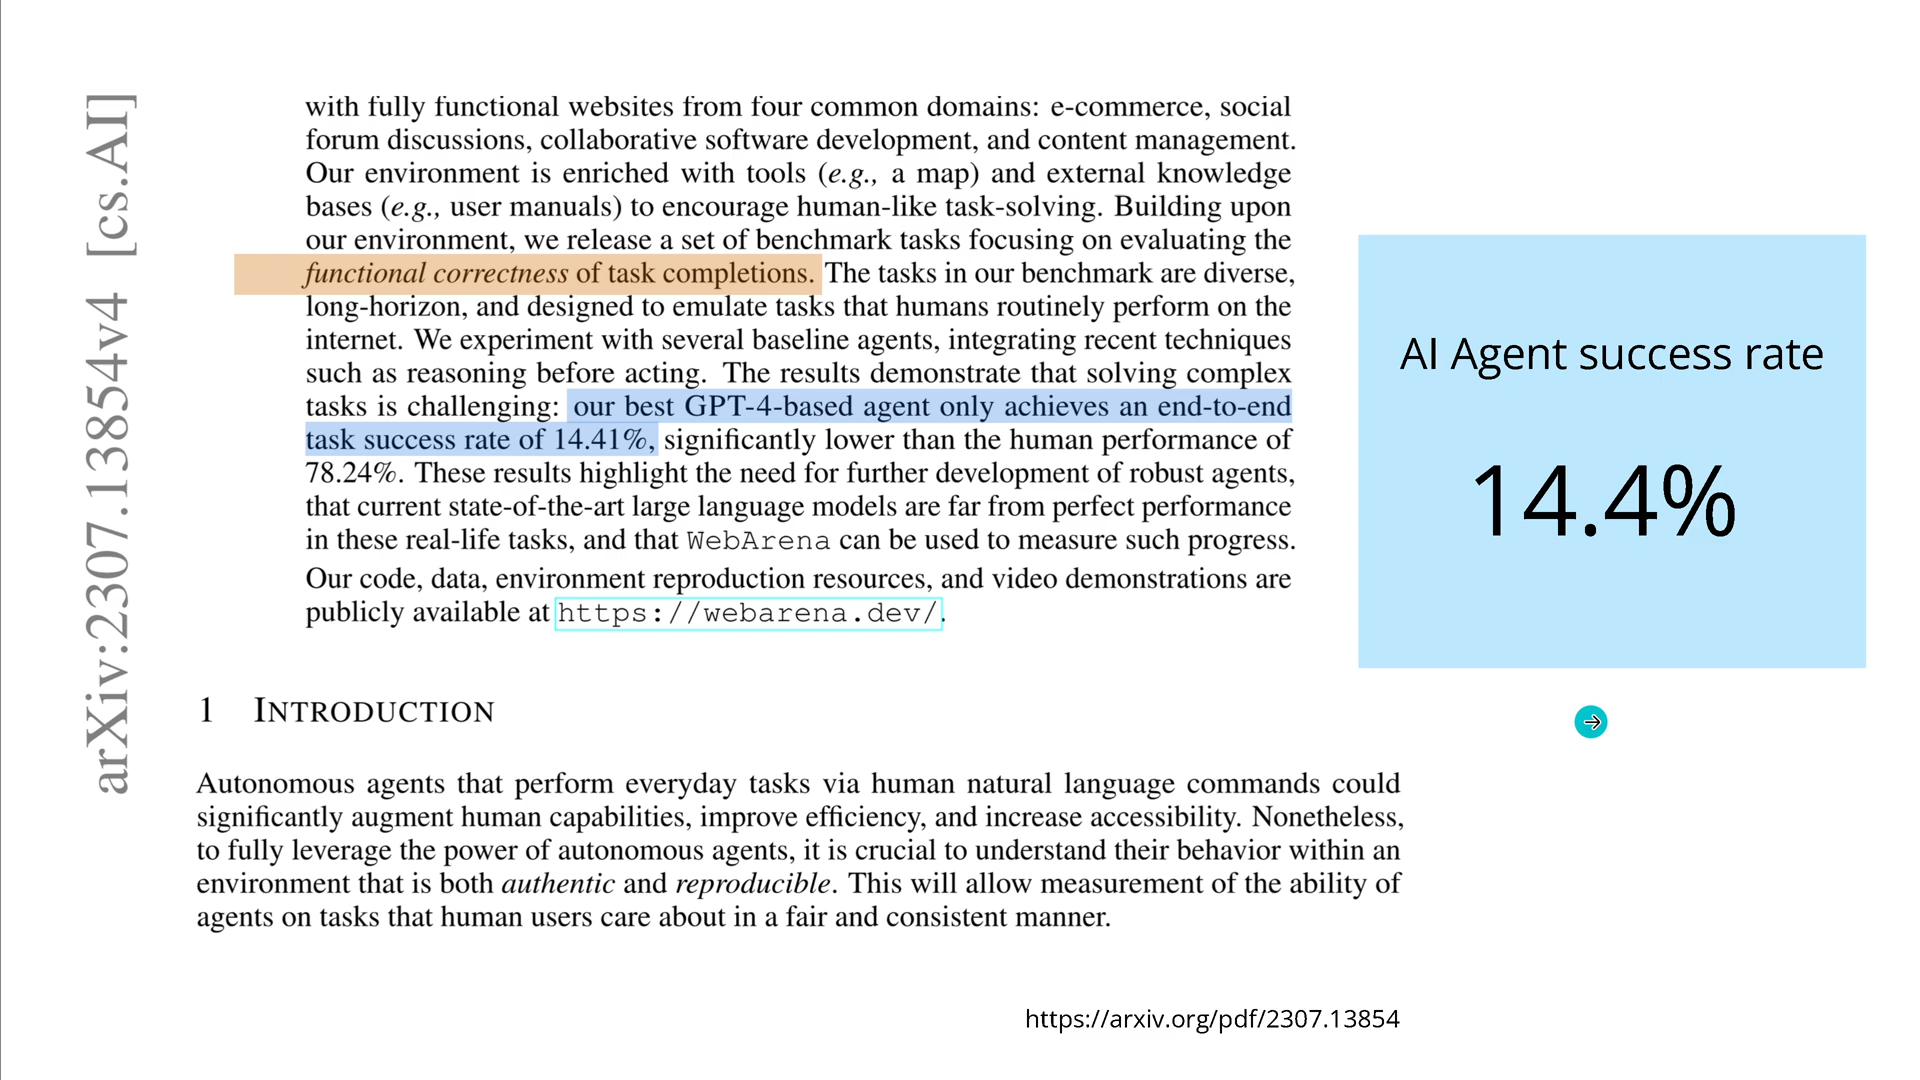 arXiv:2307.13854v4 [cs.AI]
with fully functional websites from four common domains: e-commerce, social
forum discussions, collaborative software development, and content management.
Our environment is enriched with tools (e.g., a map) and external knowledge
bases (e.g., user manuals) to encourage human-like task-solving. Building upon
our environment, we release a set of benchmark tasks focusing on evaluating the
functional correctness of task completions. The tasks in our benchmark are diverse,
long-horizon, and designed to emulate tasks that humans routinely perform on the
internet. We experiment with several baseline agents, integrating recent techniques
such as reasoning before acting. The results demonstrate that solving complex
tasks is challenging: our best GPT-4-based agent only achieves an end-to-end
task success rate of 14.41%, significantly lower than the human performance of
78.24%. These results highlight the need for further development of robust agents,
that current state-of-the-art large language models are far from perfect performance
in these real-life tasks, and that WebArena can be used to measure such progress.
Our code, data, environment reproduction resources, and video demonstrations are
publicly available at https://webarena.dev/.
AI Agent success rate
14.4%
1 INTRODUCTION
Autonomous agents that perform everyday tasks via human natural language commands could
significantly augment human capabilities, improve efficiency, and increase accessibility. Nonetheless,
to fully leverage the power of autonomous agents, it is crucial to understand their behavior within an
environment that is both authentic and reproducible. This will allow measurement of the ability of
agents on tasks that human users care about in a fair and consistent manner.
https://arxiv.org/pdf/2307.13854